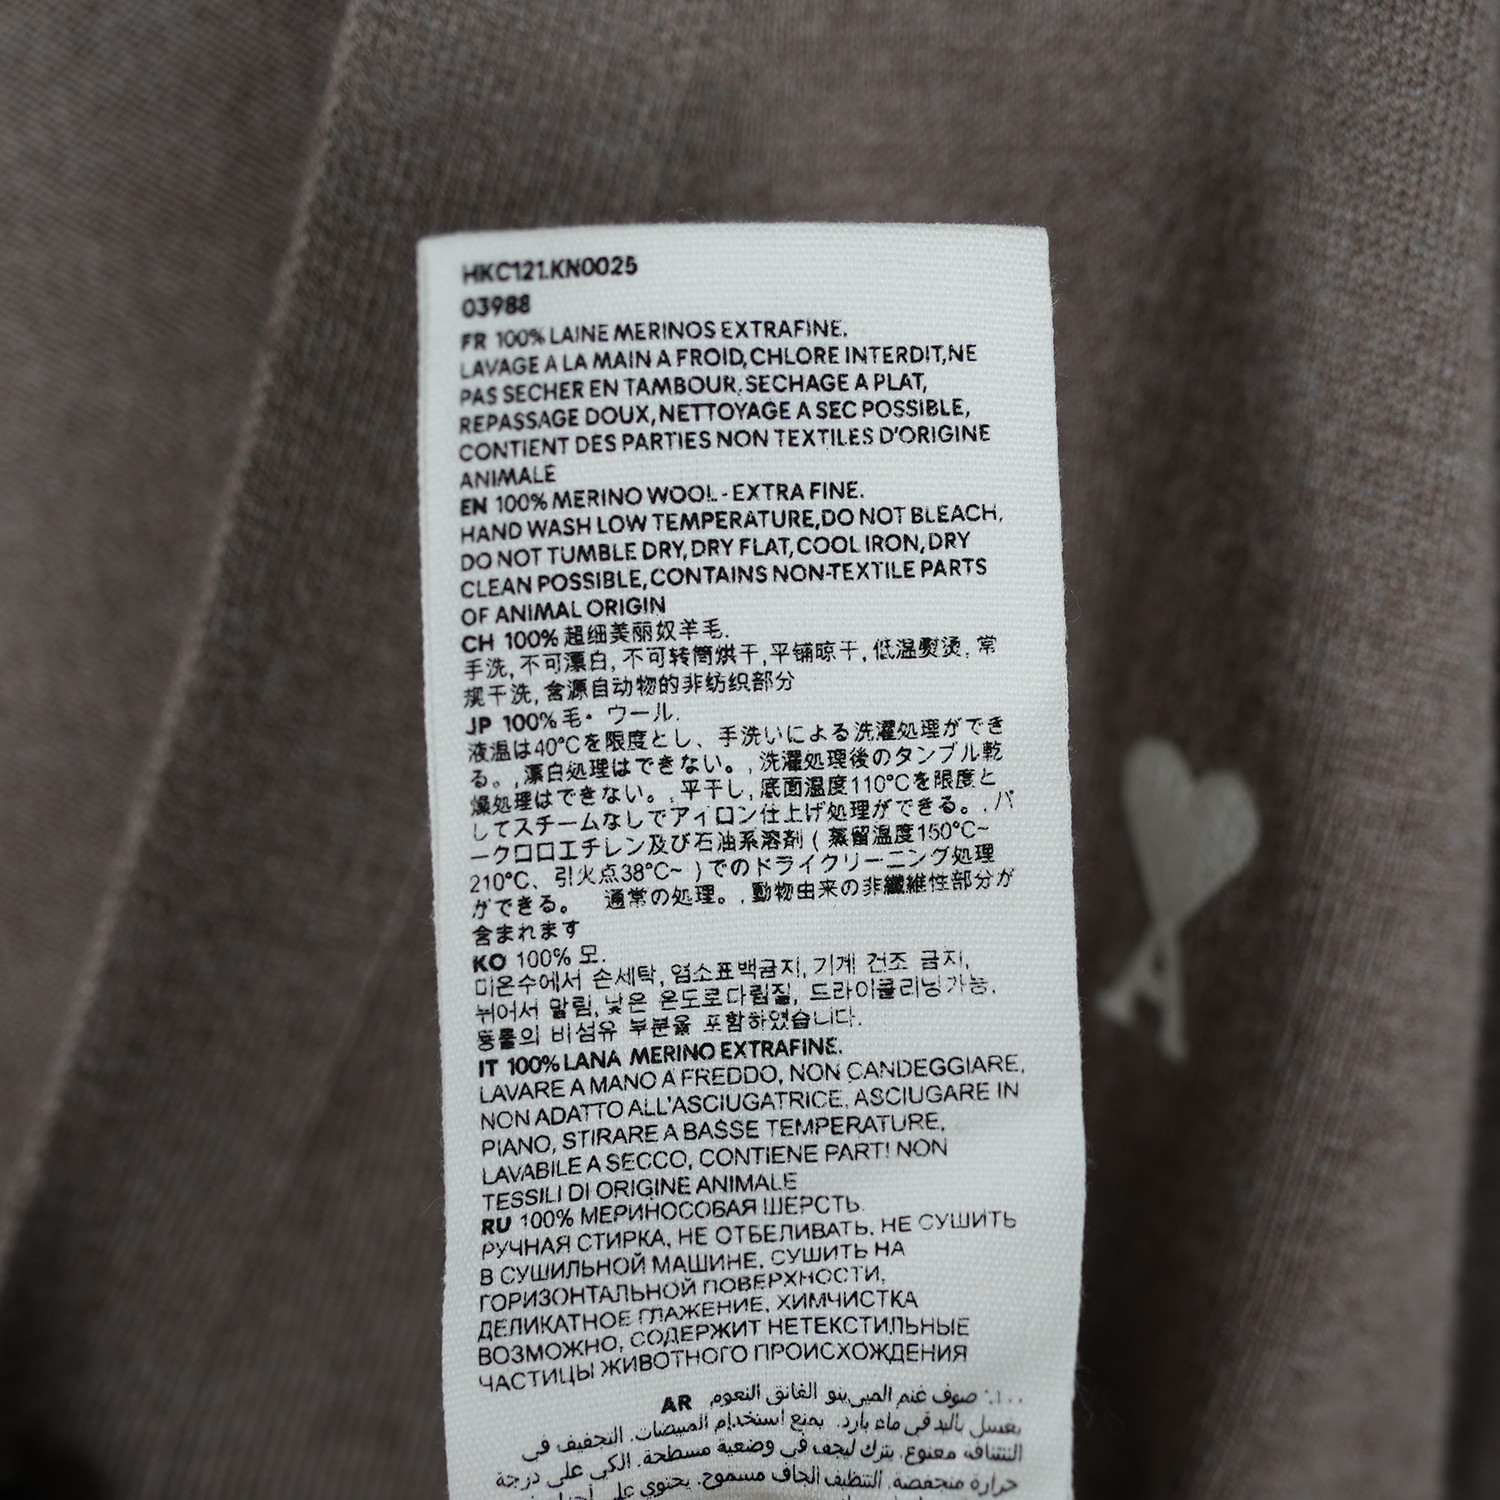 HKC121.KN0025
03988
FR 100% LAINE MERINOS EXTRAFINE.
LAVAGE A LA MAIN A FROID,CHLORE INTERDIT,NE
PAS SECHER EN TAMBOUR.SECHAGE A PLAT,
REPASSAGE DOUX,NETTOYAGE A SEC POSSIBLE,
CONTIENT DES PARTIES NON TEXTILES D'ORIGINE
ANIMALE
EN 100% MERINO WOOL - EXTRA FINE.
HAND WASH LOW TEMPERATURE,DO NOT BLEACH,
DO NOT TUMBLE DRY,DRY FLAT,COOL IRON,DRY
CLEAN POSSIBLE,CONTAINS NON-TEXTILE PARTS
OF ANIMAL ORIGIN
CH 100% 超细美丽奴羊毛.
手洗,不可漂白,不可转筒烘干,平铺晾干,低温熨烫,常
规干洗,含源自动物的非纺织部分
JP 100% 毛・ウール.
液温は40°Cを限度とし、手洗いによる洗濯処理ができ
る。,漂白処理はできない。,洗濯処理後のタンブル乾
燥処理はできない。,平干し,底面温度110°Cを限度と
してスチームなしでアイロン仕上げ処理ができる。,パ
ークロロエチレン及び石油系溶剤(蒸留温度150°C~
210°C、引火点38°C~ )でのドライクリーニング処理
ができる。 通常の処理。,動物由来の非繊維性部分が
含まれます
KO 100% 모.
미온수에서 손세탁, 염소표백금지, 기계 건조 금지,
뉘어서 말림, 낮은 온도로다림질, 드라이클리닝가능,
동물의 비섬유 부분을 포함하였습니다.
IT 100% LANA MERINO EXTRAFINE.
LAVARE A MANO A FREDDO, NON CANDEGGIARE,
NON ADATTO ALL'ASCIUGATRICE, ASCIUGARE IN
PIANO, STIRARE A BASSE TEMPERATURE,
LAVABILE A SECCO, CONTIENE PARTI NON
TESSILI DI ORIGINE ANIMALE
RU 100% МЕРИНОСОВАЯ ШЕРСТЬ.
РУЧНАЯ СТИРКА, НЕ ОТБЕЛИВАТЬ, НЕ СУШИТЬ
В СУШИЛЬНОЙ МАШИНЕ, СУШИТЬ НА
ГОРИЗОНТАЛЬНОЙ ПОВЕРХНОСТИ,
ДЕЛИКАТНОЕ ГЛАЖЕНИЕ, ХИМЧИСТКА
ВОЗМОЖНО, СОДЕРЖИТ НЕТЕКСТИЛЬНЫЕ
ЧАСТИЦЫ ЖИВОТНОГО ПРОИСХОЖДЕНИЯ
AR ١٠٠٪ صوف غنم الميرينو الفائق النعوم
يغسل باليد في ماء بارد. يمنع استخدام المبيضات. التجفيف في
النشافة ممنوع. يترك ليجف في وضعية مسطحة. الكي على درجة
حرارة منخفضة. التنظيف الجاف مسموح. يحتوي على